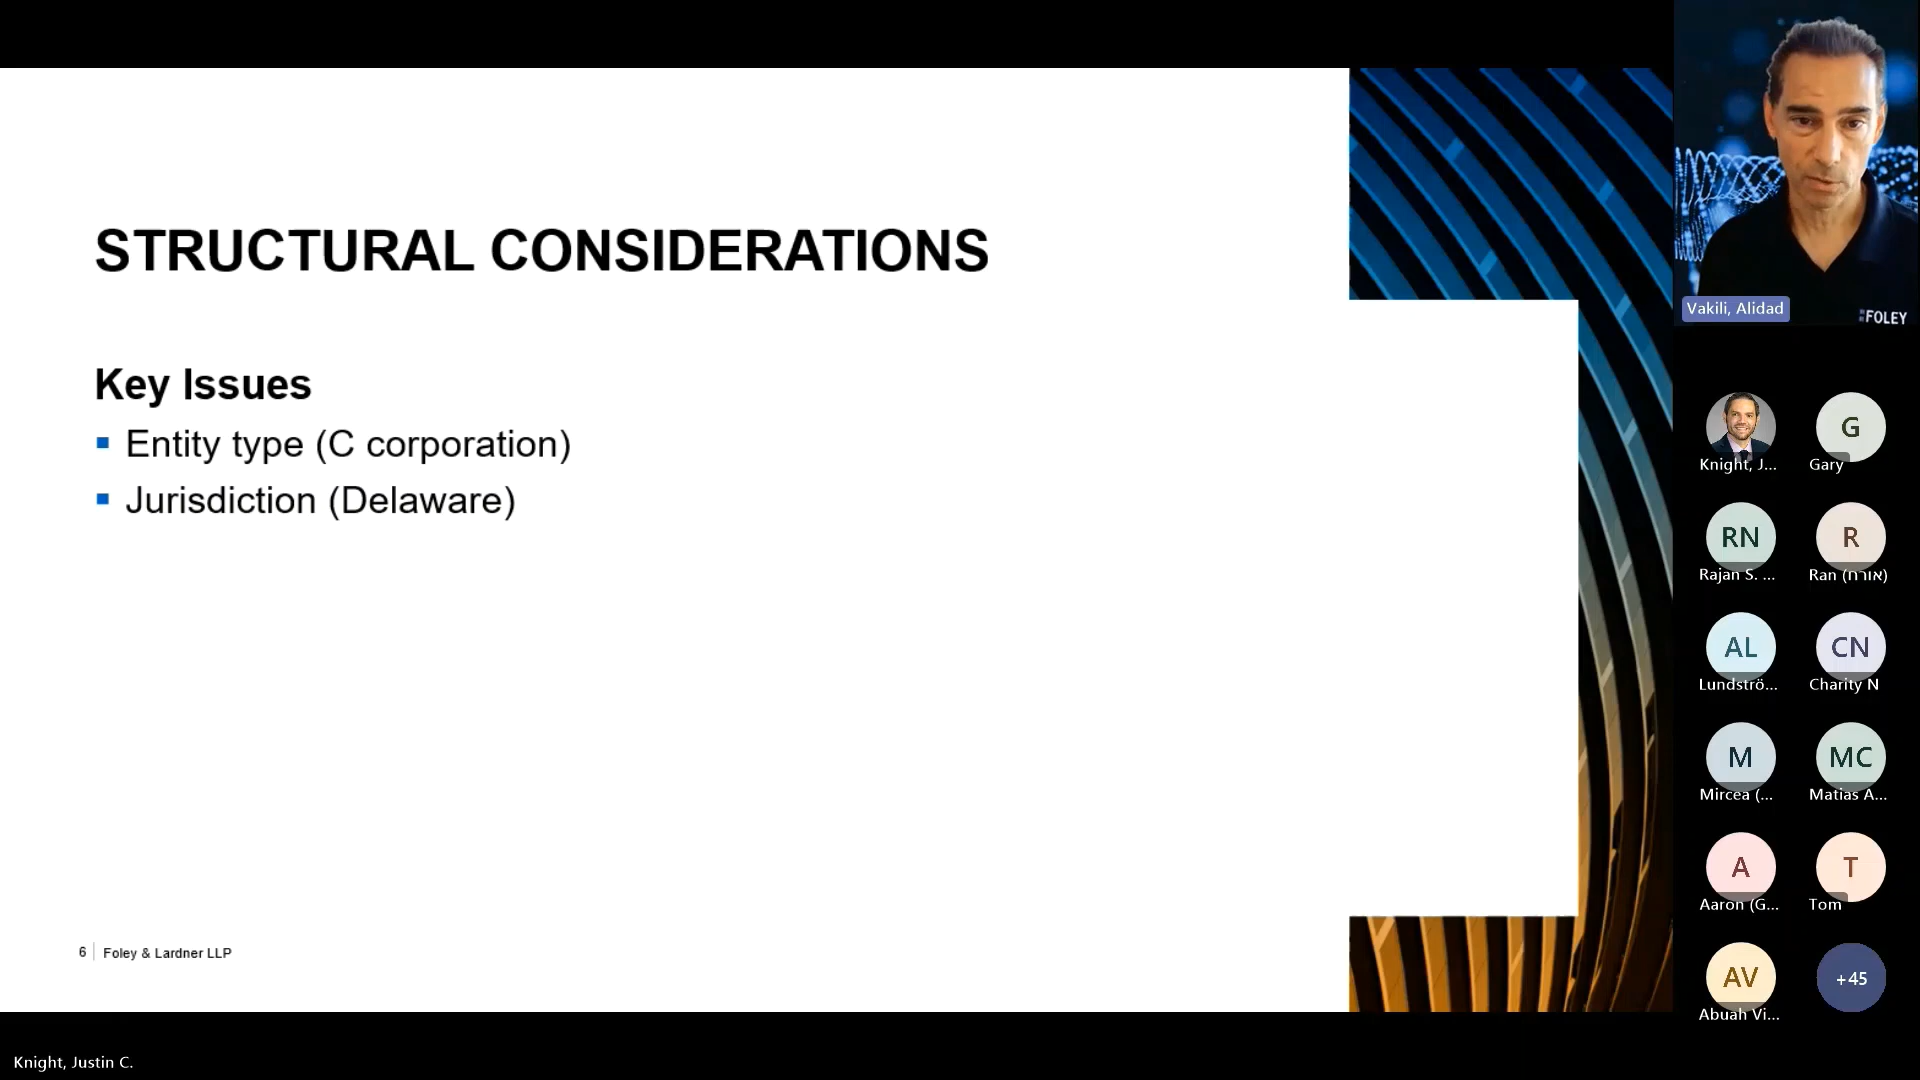 STRUCTURAL CONSIDERATIONS
Key Issues
Entity type (C corporation)
Jurisdiction (Delaware)
6 Foley & Lardner LLP
Vakili, Alidad
FOLEY
Knight, J...
G
Gary
RN
Rajan S. ...
R
Ran (אורח)
AL
Lundströ...
CN
Charity N
M
Mircea (...
MC
Matias A...
A
Aaron (G...
T
Tom
AV
Abuah Vi...
+45
Knight, Justin C.